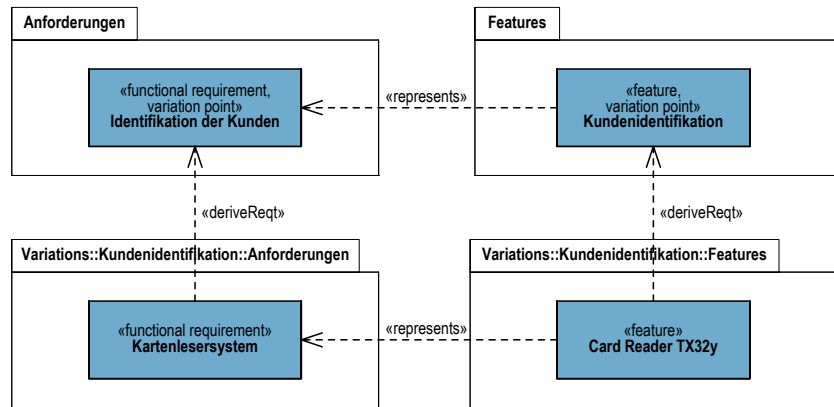 Anforderungen
Features
«functional requirement,
variation point»
Identifikation der Kunden
«represents»
«feature,
variation point»
Kundenidentifikation
«deriveReqt»
«deriveReqt»
Variations::Kundenidentifikation::Anforderungen
Variations::Kundenidentifikation::Features
«functional requirement»
Kartenlesersystem
«represents»
«feature»
Card Reader TX32y